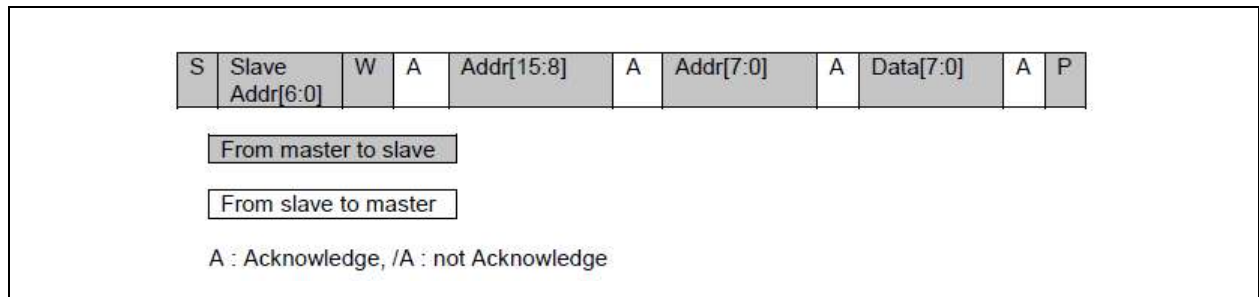 S Slave Addr[6:0] W A Addr[15:8] A Addr[7:0] A Data[7:0] A P
From master to slave
From slave to master
A : Acknowledge, /A : not Acknowledge